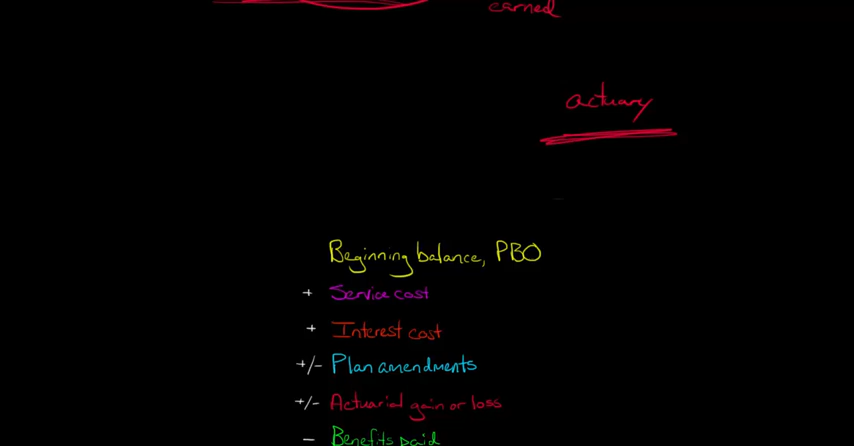 earned
actuary
Beginning balance, PBO
+ Service cost
+ Interest cost
+/- Plan amendments
+/- Actuarial gain or loss
- Benefits paid